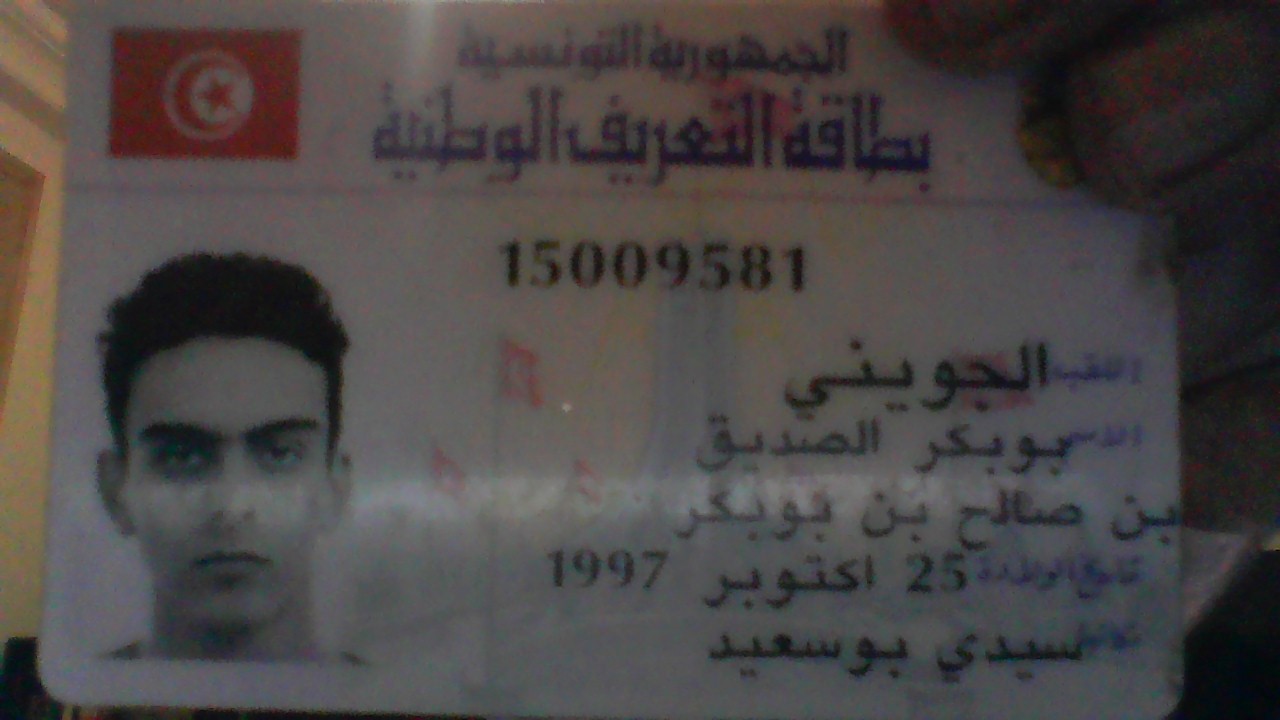 الجمهورية التونسية
بطاقة التعريف الوطنية
15009581
اللقب الجويني
الاسم بوبكر الصديق
بن صالح بن بوبكر
تاريخ الولادة 25 اكتوبر 1997
سيدي بوسعيد